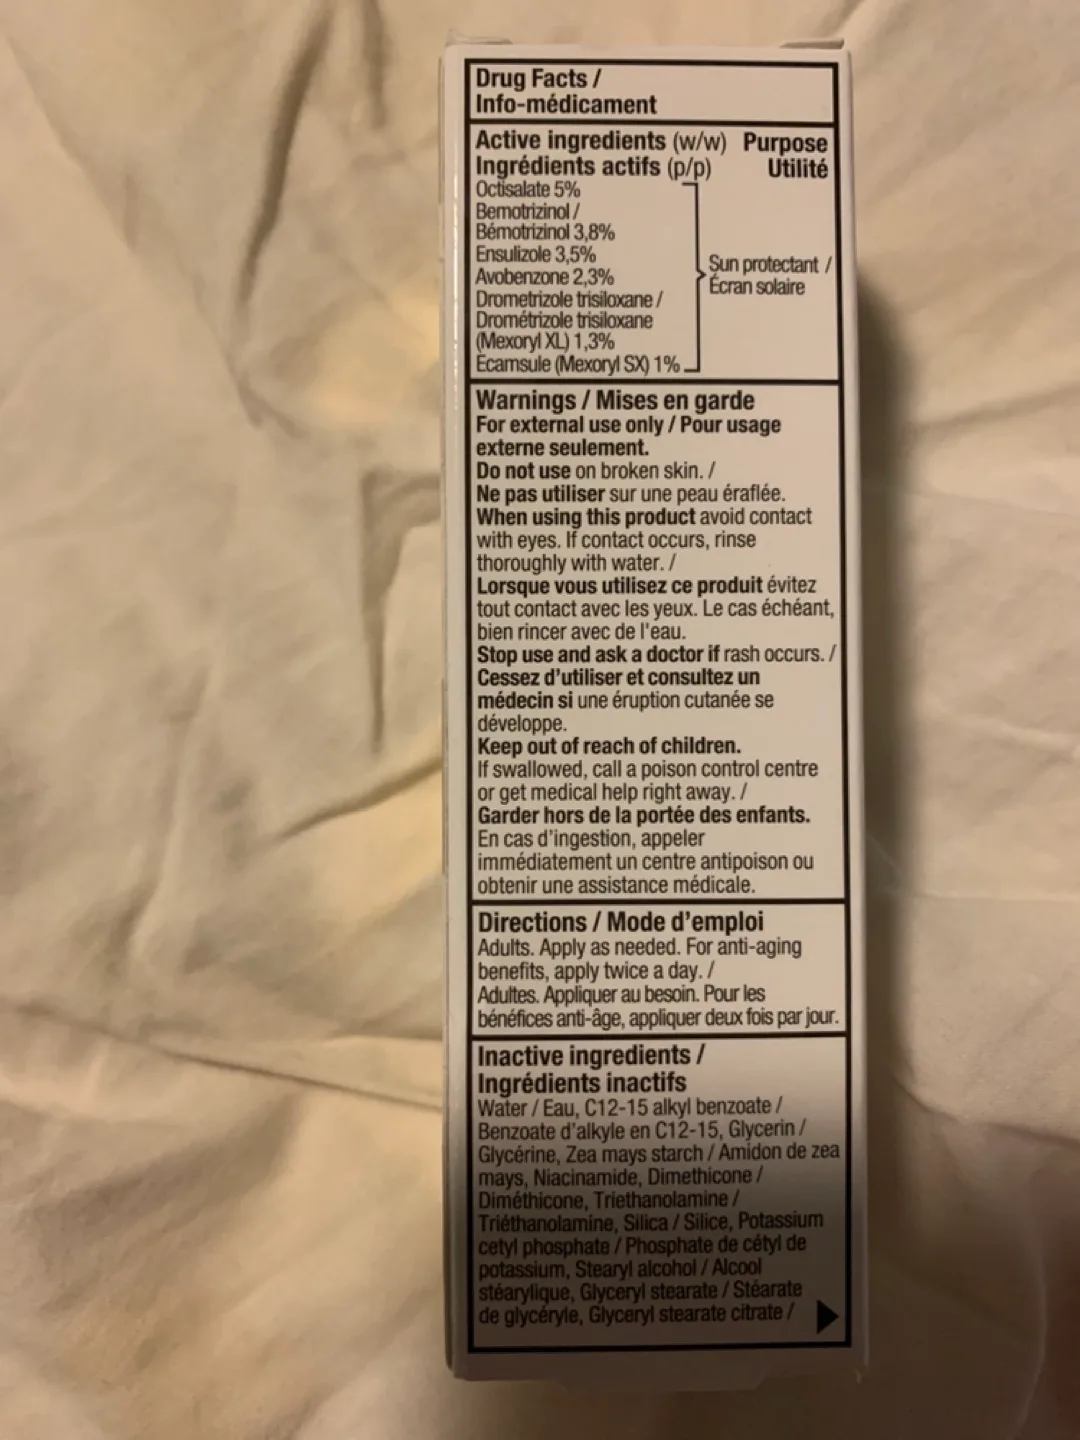 Drug Facts /
Info-médicament
Active ingredients (w/w) Purpose
Ingrédients actifs (p/p) Utilité
Octisalate 5%
Bemotrizinol /
Bémotrizinol 3,8%
Ensulizole 3,5%
Avobenzone 2,3%
Drometrizole trisiloxane /
Drométrizole trisiloxane
(Mexoryl XL) 1,3%
Ecamsule (Mexoryl SX) 1%
Sun protectant /
Écran solaire
Warnings / Mises en garde
For external use only / Pour usage
externe seulement.
Do not use on broken skin. /
Ne pas utiliser sur une peau éraflée.
When using this product avoid contact
with eyes. If contact occurs, rinse
thoroughly with water. /
Lorsque vous utilisez ce produit évitez
tout contact avec les yeux. Le cas échéant,
bien rincer avec de l'eau.
Stop use and ask a doctor if rash occurs. /
Cessez d'utiliser et consultez un
médecin si une éruption cutanée se
développe.
Keep out of reach of children.
If swallowed, call a poison control centre
or get medical help right away. /
Garder hors de la portée des enfants.
En cas d'ingestion, appeler
immédiatement un centre antipoison ou
obtenir une assistance médicale.
Directions / Mode d'emploi
Adults. Apply as needed. For anti-aging
benefits, apply twice a day. /
Adultes. Appliquer au besoin. Pour les
bénéfices anti-âge, appliquer deux fois par jour.
Inactive ingredients /
Ingrédients inactifs
Water / Eau, C12-15 alkyl benzoate /
Benzoate d'alkyle en C12-15, Glycerin /
Glycérine, Zea mays starch / Amidon de zea
mays, Niacinamide, Dimethicone /
Diméthicone, Triethanolamine /
Triéthanolamine, Silica / Silice, Potassium
cetyl phosphate / Phosphate de cétyl de
potassium, Stearyl alcohol / Alcool
stéarylique, Glyceryl stearate / Stéarate
de glycéryle, Glyceryl stearate citrate /